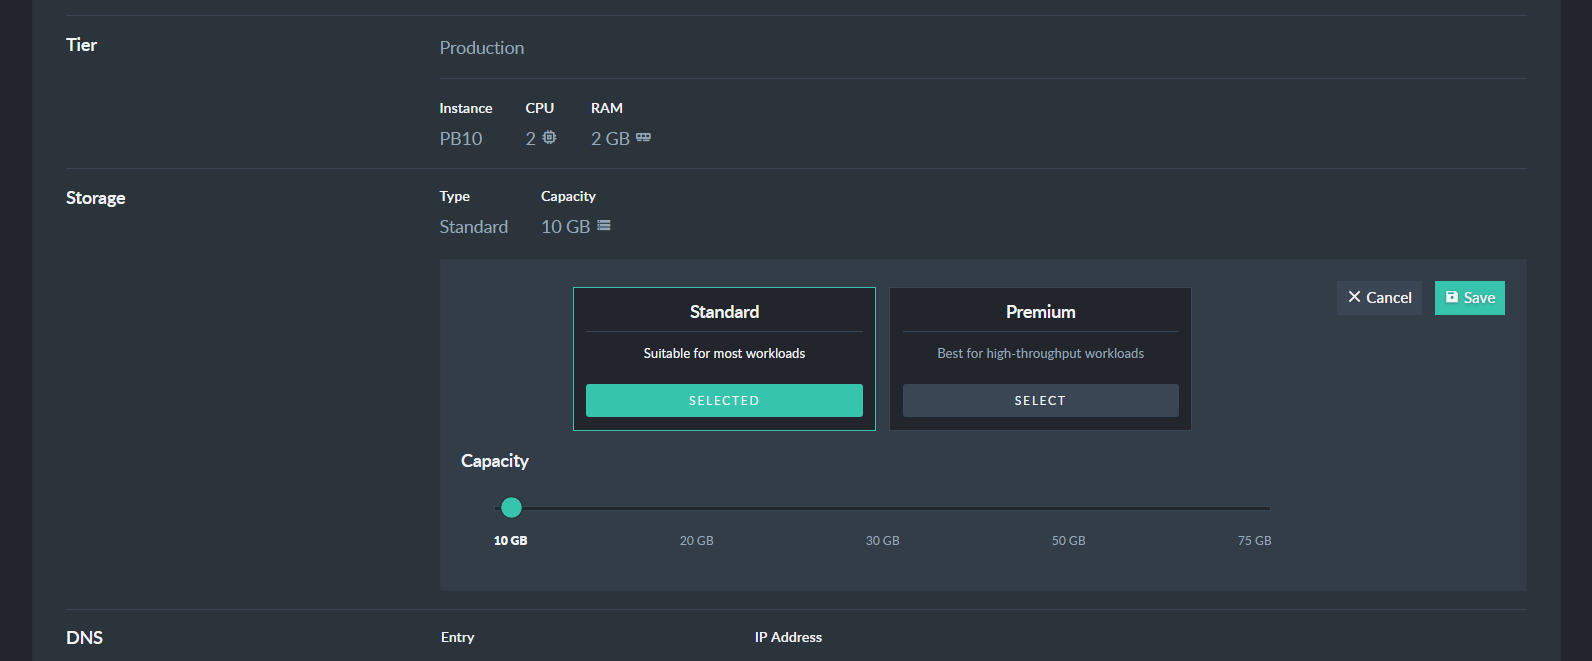 Tier
Production
Instance CPU RAM
PB10 2 2 GB
Storage
Type Capacity
Standard 10 GB
Standard Premium
Cancel Save
Suitable for most workloads Best for high-throughput workloads
SELECTED SELECT
Capacity
10 GB 20 GB 30 GB 50 GB 75 GB
DNS Entry IP Address